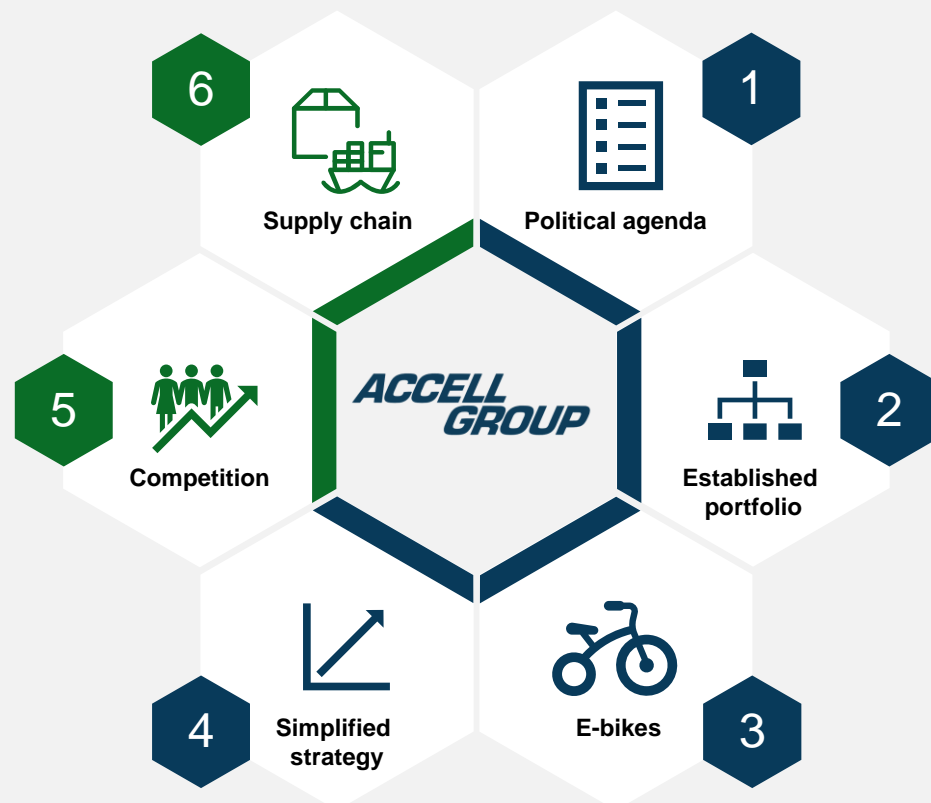 6
1
Supply chain
Political agenda
ACCELL
GROUP
5
2
Competition
Established
portfolio
4
3
Simplified
strategy
E-bikes